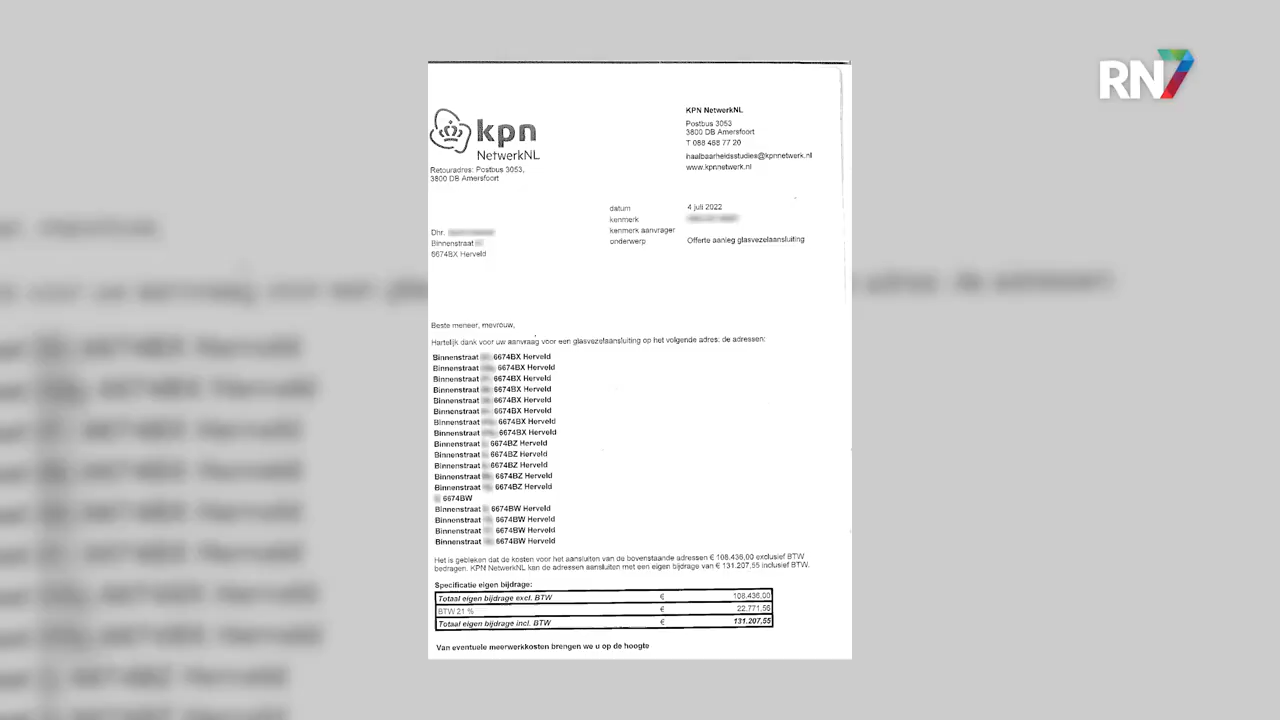 RN7
kpn
NetwerkNL
Retouradres: Postbus 3053,
3800 DB Amersfoort
KPN NetwerkNL
Postbus 3053
3800 DB Amersfoort
T 088 488 77 20
haalbaarheidsstudies@kpnnetwerk.nl
www.kpnnetwerk.nl
datum 4 juli 2022
kenmerk
kenmerk aanvrager
onderwerp Offerte aanleg glasvezelaansluiting
Dhr.
Binnenstraat
6674BX Herveld
Beste meneer, mevrouw,
Hartelijk dank voor uw aanvraag voor een glasvezelaansluiting op het volgende adres: de adressen:
Binnenstraat 6674BX Herveld
Binnenstraat 6674BX Herveld
Binnenstraat 6674BX Herveld
Binnenstraat 6674BX Herveld
Binnenstraat 6674BX Herveld
Binnenstraat 6674BX Herveld
Binnenstraat 6674BX Herveld
Binnenstraat 6674BX Herveld
Binnenstraat 6674BZ Herveld
Binnenstraat 6674BZ Herveld
Binnenstraat 6674BZ Herveld
Binnenstraat 6674BZ Herveld
Binnenstraat 6674BZ Herveld
6674BW
Binnenstraat 6674BW Herveld
Binnenstraat 6674BW Herveld
Binnenstraat 6674BW Herveld
Binnenstraat 6674BW Herveld
Het is gebleken dat de kosten voor het aansluiten van de bovenstaande adressen € 108.436,00 exclusief BTW
bedragen. KPN NetwerkNL kan de adressen aansluiten met een eigen bijdrage van € 131.207,55 inclusief BTW.
Specificatie eigen bijdrage:
Totaal eigen bijdrage excl. BTW € 108.436,00
BTW 21 % € 22.771,56
Totaal eigen bijdrage incl. BTW € 131.207,55
Van eventuele meerwerkkosten brengen we u op de hoogte